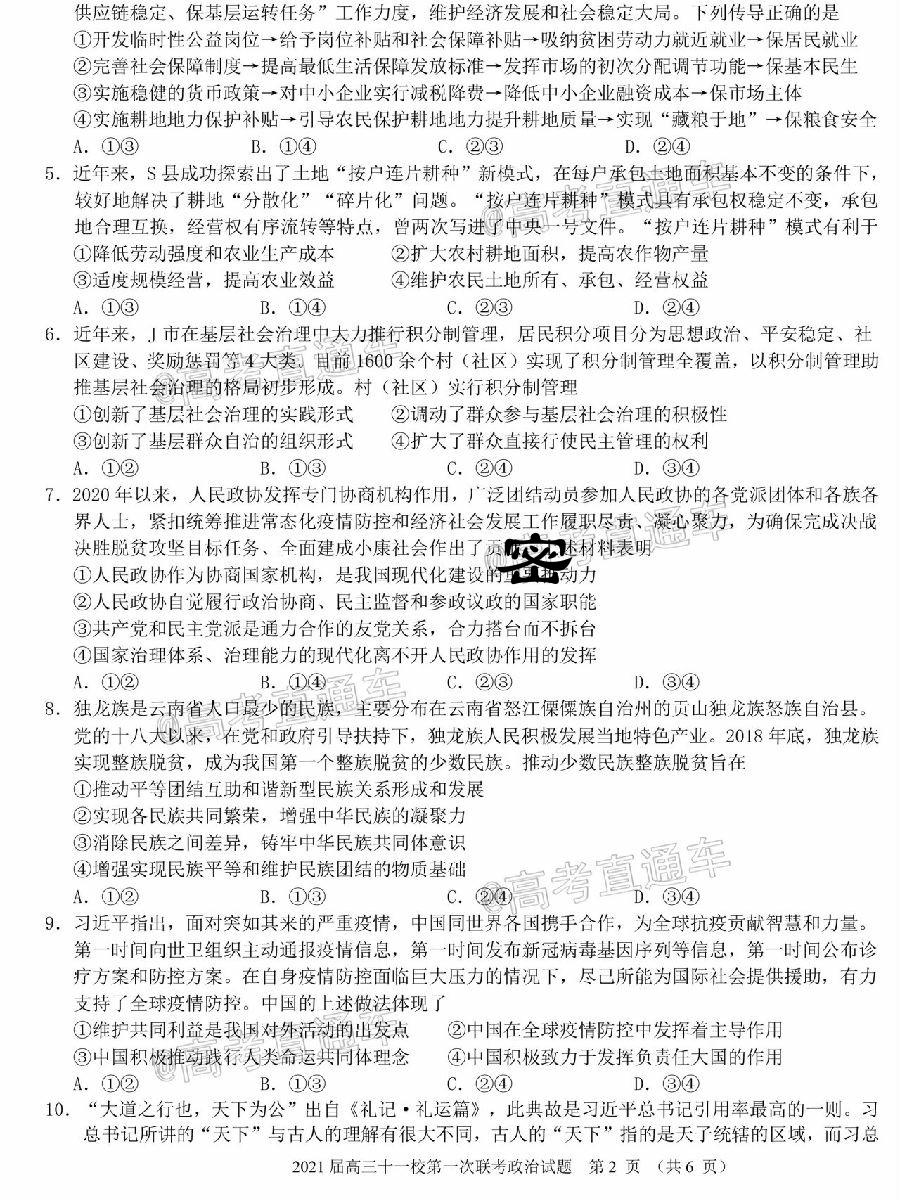 供应链稳定、保基层运转任务”工作力度，维护经济发展和社会稳定大局。下列传导正确的是
①开发临时性公益岗位→给予岗位补贴和社会保障补贴→吸纳贫困劳动力就近就业→保居民就业
②完善社会保障制度→提高最低生活保障发放标准→发挥市场的初次分配调节功能→保基本民生
③实施稳健的货币政策→对中小企业实行减税降费→降低中小企业融资成本→保市场主体
④实施耕地地力保护补贴→引导农民保护耕地地力提升耕地质量→实现“藏粮于地”→保粮食安全
A．①③ B．①④ C．②③ D．②④
5．近年来，S县成功探索出了土地“按户连片耕种”新模式，在每户承包土地面积基本不变的条件下，
较好地解决了耕地“分散化”“碎片化”问题。“按户连片耕种”模式具有承包权稳定不变，承包
地合理互换，经营权有序流转等特点，曾两次写进了中央一号文件。“按户连片耕种”模式有利于
①降低劳动强度和农业生产成本 ②扩大农村耕地面积，提高农作物产量
③适度规模经营，提高农业效益 ④维护农民土地所有、承包、经营权益
A．①③ B．①④ C．②③ D．②④
6．近年来，J市在基层社会治理中大力推行积分制管理，居民积分项目分为思想政治、平安稳定、社
区建设、奖励惩罚等4大类。目前1600余个村（社区）实现了积分制管理全覆盖，以积分制管理助
推基层社会治理的格局初步形成。村（社区）实行积分制管理
①创新了基层社会治理的实践形式 ②调动了群众参与基层社会治理的积极性
③创新了基层群众自治的组织形式 ④扩大了群众直接行使民主管理的权利
A．①② B．①③ C．②④ D．③④
7．2020年以来，人民政协发挥专门协商机构作用，广泛团结动员参加人民政协的各党派团体和各族各
界人士，紧扣统筹推进常态化疫情防控和经济社会发展工作履职尽责、凝心聚力，为确保完成决战
决胜脱贫攻坚目标任务、全面建成小康社会作出了 述材料表明
密
①人民政协作为协商国家机构，是我国现代化建设的 动力
②人民政协自觉履行政治协商、民主监督和参政议政的国家职能
③共产党和民主党派是通力合作的友党关系，合力搭台而不拆台
④国家治理体系、治理能力的现代化离不开人民政协作用的发挥
A．①② B．①④ C．②③ D．③④
8．独龙族是云南省人口最少的民族，主要分布在云南省怒江傈僳族自治州的贡山独龙族怒族自治县。
党的十八大以来，在党和政府引导扶持下，独龙族人民积极发展当地特色产业。2018年底，独龙族
实现整族脱贫，成为我国第一个整族脱贫的少数民族。推动少数民族整族脱贫旨在
①推动平等团结互助和谐新型民族关系形成和发展
②实现各民族共同繁荣，增强中华民族的凝聚力
③消除民族之间差异，铸牢中华民族共同体意识
④增强实现民族平等和维护民族团结的物质基础
A．①② B．①③ C．②④ D．③④
9．习近平指出，面对突如其来的严重疫情，中国同世界各国携手合作，为全球抗疫贡献智慧和力量。
第一时间向世卫组织主动通报疫情信息，第一时间发布新冠病毒基因序列等信息，第一时间公布诊
疗方案和防控方案。在自身疫情防控面临巨大压力的情况下，尽己所能为国际社会提供援助，有力
支持了全球疫情防控。中国的上述做法体现了
①维护共同利益是我国对外活动的出发点 ②中国在全球疫情防控中发挥着主导作用
③中国积极推动践行人类命运共同体理念 ④中国积极致力于发挥负责任大国的作用
A．①② B．①③ C．②④ D．③④
10．“大道之行也，天下为公”出自《礼记·礼运篇》，此典故是习近平总书记引用率最高的一则。习
总书记所讲的“天下”与古人的理解有很大不同，古人的“天下”指的是天子统辖的区域，而习总
2021届高三十一校第一次联考政治试题 第2页 （共6页）
@高考直通车
@高考直通车
@高考直通车
@高考直通车
@高考直通车
@高考直通车